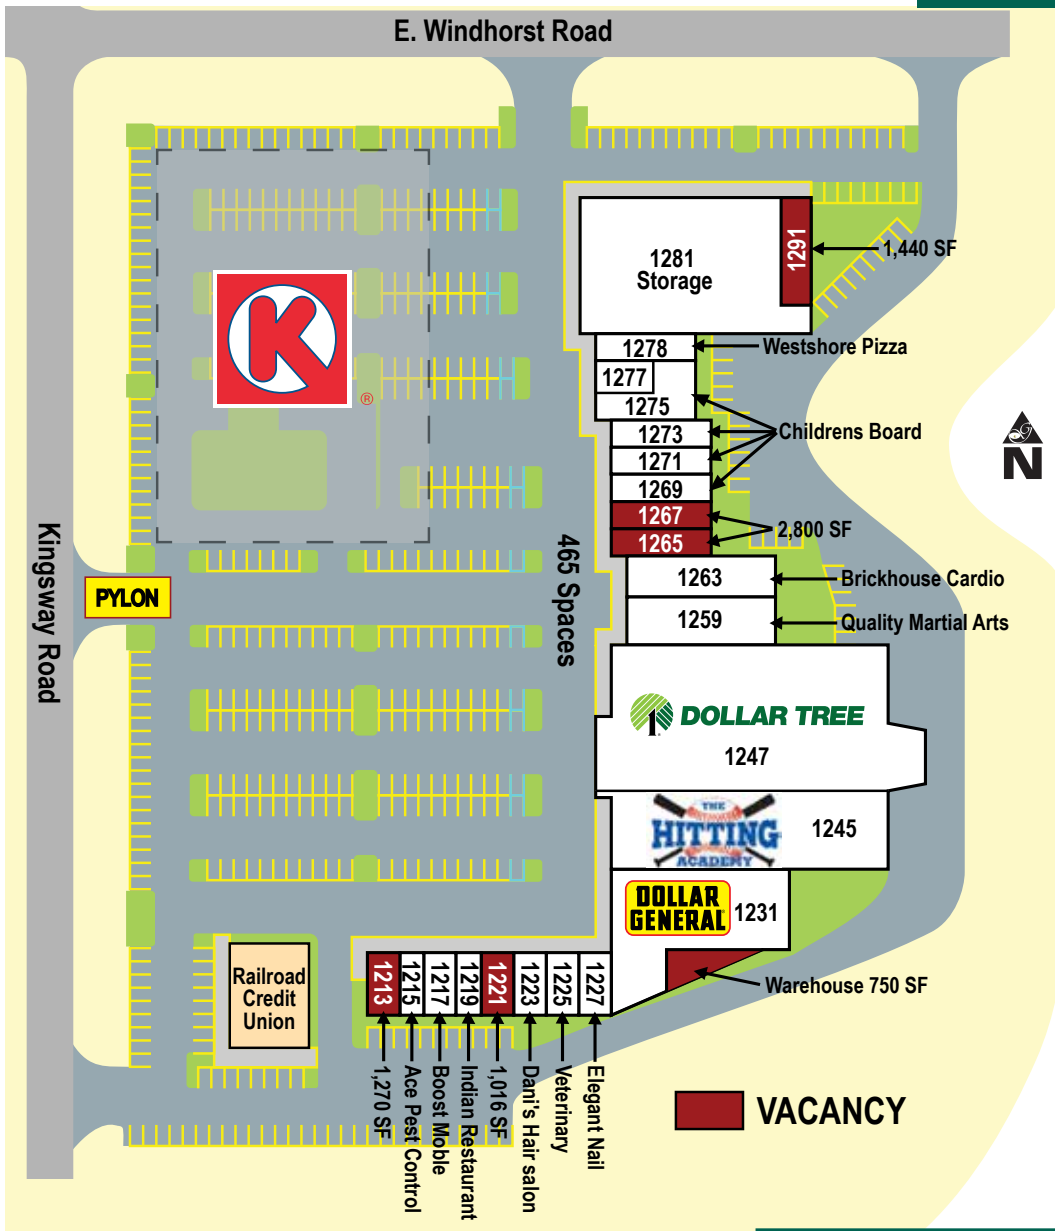 E. Windhorst Road
1281
Storage
1291
1,440 SF
K
®
1278
Westshore Pizza
1277
1275
1273
Childrens Board
1271
1269
1267
2,800 SF
1265
N
Kingsway Road
PYLON
465 Spaces
1263
Brickhouse Cardio
1259
Quality Martial Arts
1
DOLLAR TREE
1247
THE
HITTING
ACADEMY
1245
DOLLAR
GENERAL
1231
Warehouse 750 SF
Railroad
Credit
Union
1213
1215
1217
1219
1221
1223
1225
1227
1,270 SF
Ace Pest Control
Boost Moble
Indian Restaurant
1,016 SF
Dani's Hair salon
Veterinary
Elegant Nail
VACANCY